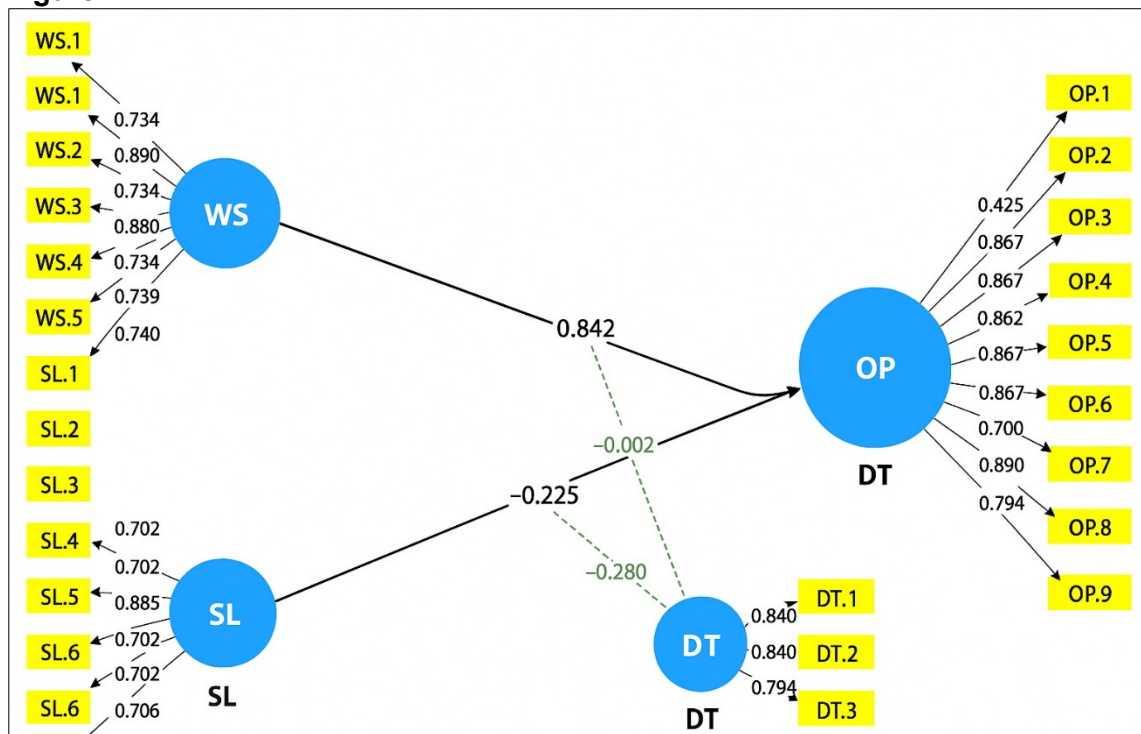 WS.1
WS.1
WS.2
WS.3
WS.4
WS.5
SL.1
SL.2
SL.3
SL.4
SL.5
SL.6
SL.6
0.734
0.890
0.734
0.880
0.734
0.739
0.740
WS
0.702
0.702
0.885
0.702
0.702
0.706
SL
SL
0.842
-0.002
-0.225
-0.280
DT
DT
0.840
0.840
0.794
DT.1
DT.2
DT.3
OP
DT
0.425
0.867
0.867
0.862
0.867
0.867
0.700
0.890
0.794
OP.1
OP.2
OP.3
OP.4
OP.5
OP.6
OP.7
OP.8
OP.9